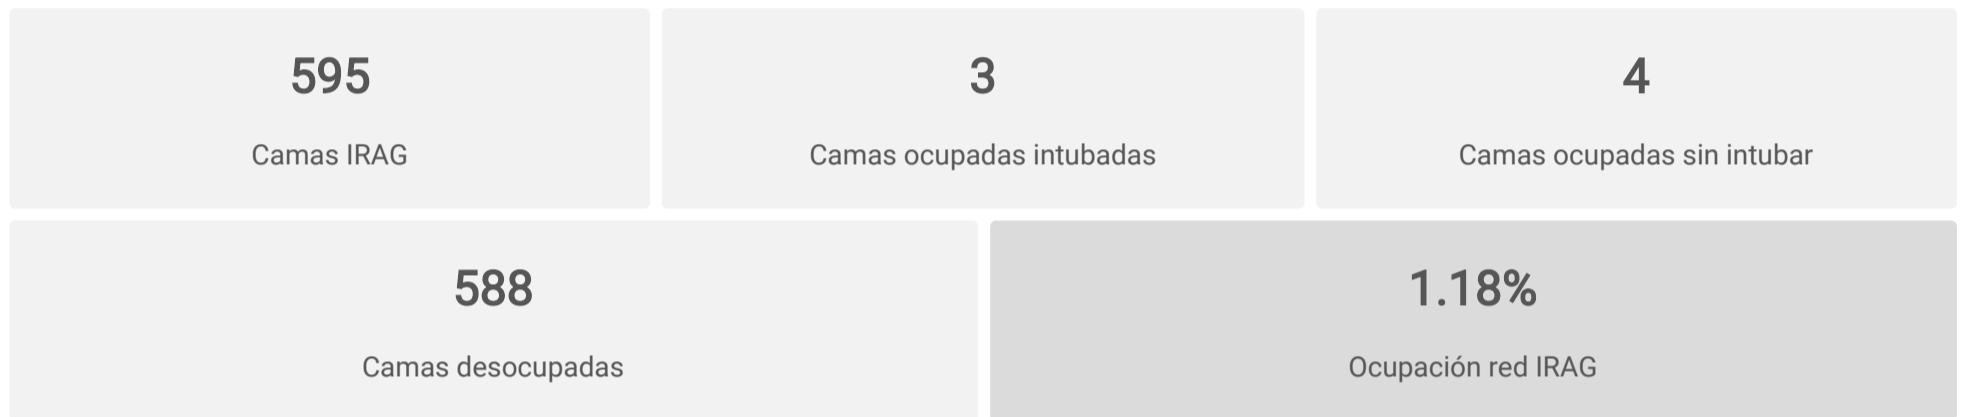 595
Camas IRAG
3
Camas ocupadas intubadas
4
Camas ocupadas sin intubar
588
Camas desocupadas
1.18%
Ocupación red IRAG